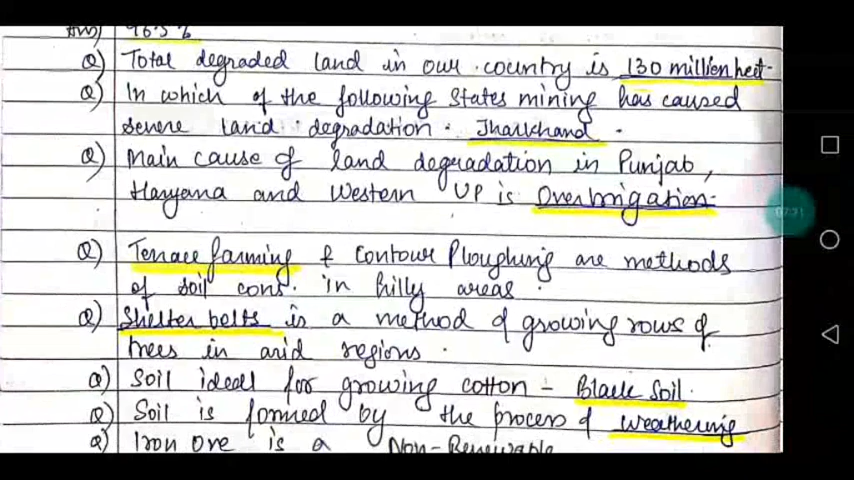 Ans) 96.5%
Q) Total degraded land in our country is 130 million hect.
Q) In which of the following States mining has caused
severe land degradation. Jharkhand.
Q) Main cause of land degradation in Punjab,
Haryana and Western UP is Over Irrigation.
Q) Terrace farming & Contour Ploughing are methods
of soil cons. in hilly areas.
Q) Shelter belts is a method of growing rows of
trees in arid regions.
Q) Soil ideal for growing cotton - Black Soil.
Q) Soil is formed by the process of weathering
Q) Iron ore is a Non-Renewable